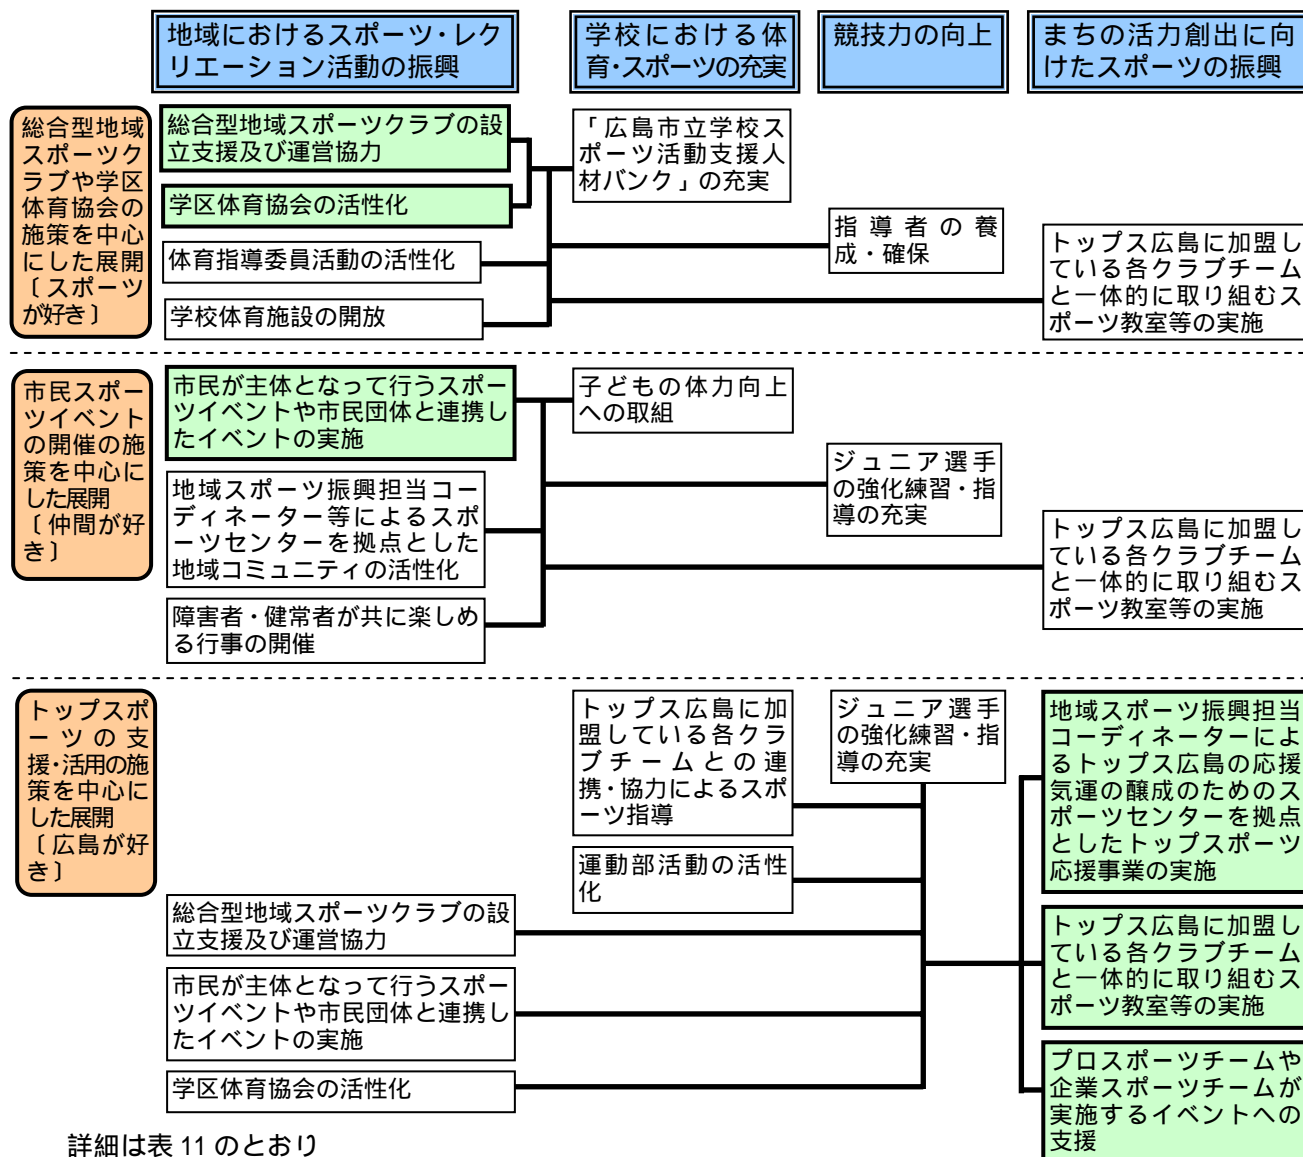 地域におけるスポーツ・レク
リエーション活動の振興
学校における体
育・スポーツの充実
競技力の向上
まちの活力創出に向
けたスポーツの振興
総合型地域
スポーツク
ラブや学区
体育協会の
施策を中心
にした展開
〔スポーツ
が好き〕
総合型地域スポーツクラブの設
立支援及び運営協力
学区体育協会の活性化
体育指導委員活動の活性化
学校体育施設の開放
「広島市立学校ス
ポーツ活動支援人
材バンク」の充実
指導者の養
成・確保
トップス広島に加盟し
ている各クラブチーム
と一体的に取り組むス
ポーツ教室等の実施
市民スポー
ツイベント
の開催の施
策を中心に
した展開
〔仲間が好
き〕
市民が主体となって行うスポー
ツイベントや市民団体と連携し
たイベントの実施
地域スポーツ振興担当コー
ディネーター等によるスポ
ーツセンターを拠点とした
地域コミュニティの活性化
障害者・健常者が共に楽しめ
る行事の開催
子どもの体力向上
への取組
ジュニア選手
の強化練習・指
導の充実
トップス広島に加盟し
ている各クラブチーム
と一体的に取り組むス
ポーツ教室等の実施
トップスポ
ーツの支
援・活用の施
策を中心に
した展開
〔広島が好
き〕
総合型地域スポーツクラブの設
立支援及び運営協力
市民が主体となって行うスポー
ツイベントや市民団体と連携し
たイベントの実施
学区体育協会の活性化
トップス広島に加
盟している各クラ
ブチームとの連
携・協力によるスポ
ーツ指導
運動部活動の活性
化
ジュニア選手
の強化練習・指
導の充実
地域スポーツ振興担当
コーディネーターによ
るトップス広島の応援
気運の醸成のためのス
ポーツセンターを拠点
としたトップスポーツ
応援事業の実施
トップス広島に加盟し
ている各クラブチーム
と一体的に取り組むス
ポーツ教室等の実施
プロスポーツチームや
企業スポーツチームが
実施するイベントへの
支援
詳細は表 11 のとおり